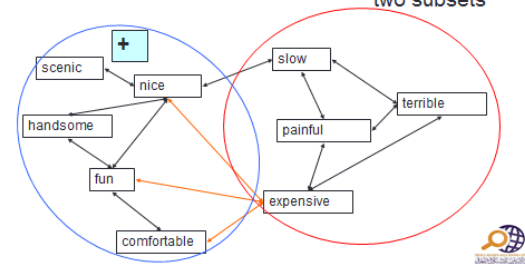 two subsets
+
scenic
nice
handsome
fun
comfortable
slow
terrible
painful
expensive